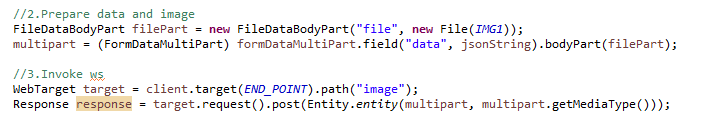 //2.Prepare data and image
FileDataBodyPart filePart = new FileDataBodyPart("file", new File(IMG1));
multipart = (FormDataMultiPart) formDataMultiPart.field("data", jsonString).bodyPart(filePart);
//3.Invoke ws
WebTarget target = client.target(END_POINT).path("image");
Response response = target.request().post(Entity.entity(multipart, multipart.getMediaType()));